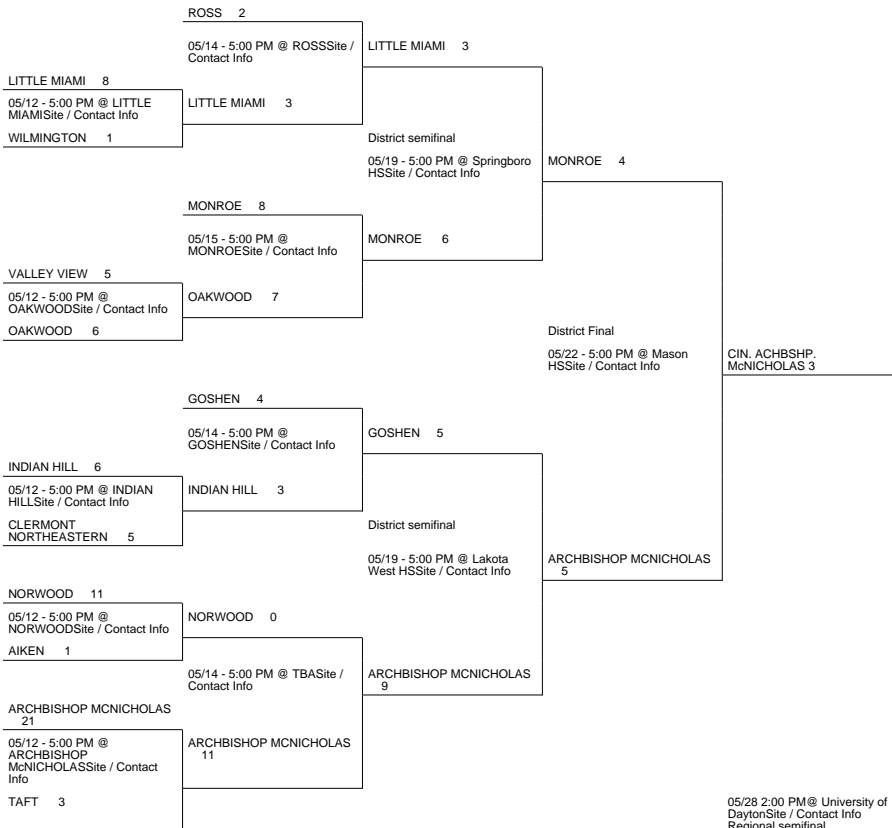 ROSS 2
05/14 - 5:00 PM @ ROSSSite /
Contact Info
LITTLE MIAMI 3
LITTLE MIAMI 8
05/12 - 5:00 PM @ LITTLE
MIAMISite / Contact Info
LITTLE MIAMI 3
WILMINGTON 1
District semifinal
05/19 - 5:00 PM @ Springboro
HSSite / Contact Info
MONROE 4
MONROE 8
05/15 - 5:00 PM @
MONROESite / Contact Info
MONROE 6
VALLEY VIEW 5
05/12 - 5:00 PM @
OAKWOODSite / Contact Info
OAKWOOD 7
OAKWOOD 6
District Final
05/22 - 5:00 PM @ Mason
HSSite / Contact Info
CIN. ACHBSHP.
McNICHOLAS 3
GOSHEN 4
05/14 - 5:00 PM @
GOSHENSite / Contact Info
GOSHEN 5
INDIAN HILL 6
05/12 - 5:00 PM @ INDIAN
HILLSite / Contact Info
INDIAN HILL 3
CLERMONT
NORTHEASTERN 5
District semifinal
05/19 - 5:00 PM @ Lakota
West HSSite / Contact Info
ARCHBISHOP MCNICHOLAS
5
NORWOOD 11
05/12 - 5:00 PM @
NORWOODSite / Contact Info
NORWOOD 0
AIKEN 1
05/14 - 5:00 PM @ TBASite /
Contact Info
ARCHBISHOP MCNICHOLAS
9
ARCHBISHOP MCNICHOLAS
21
05/12 - 5:00 PM @
ARCHBISHOP
McNICHOLASSite / Contact
Info
ARCHBISHOP MCNICHOLAS
11
TAFT 3
05/28 2:00 PM@ University of
DaytonSite / Contact Info
Regional semifinal